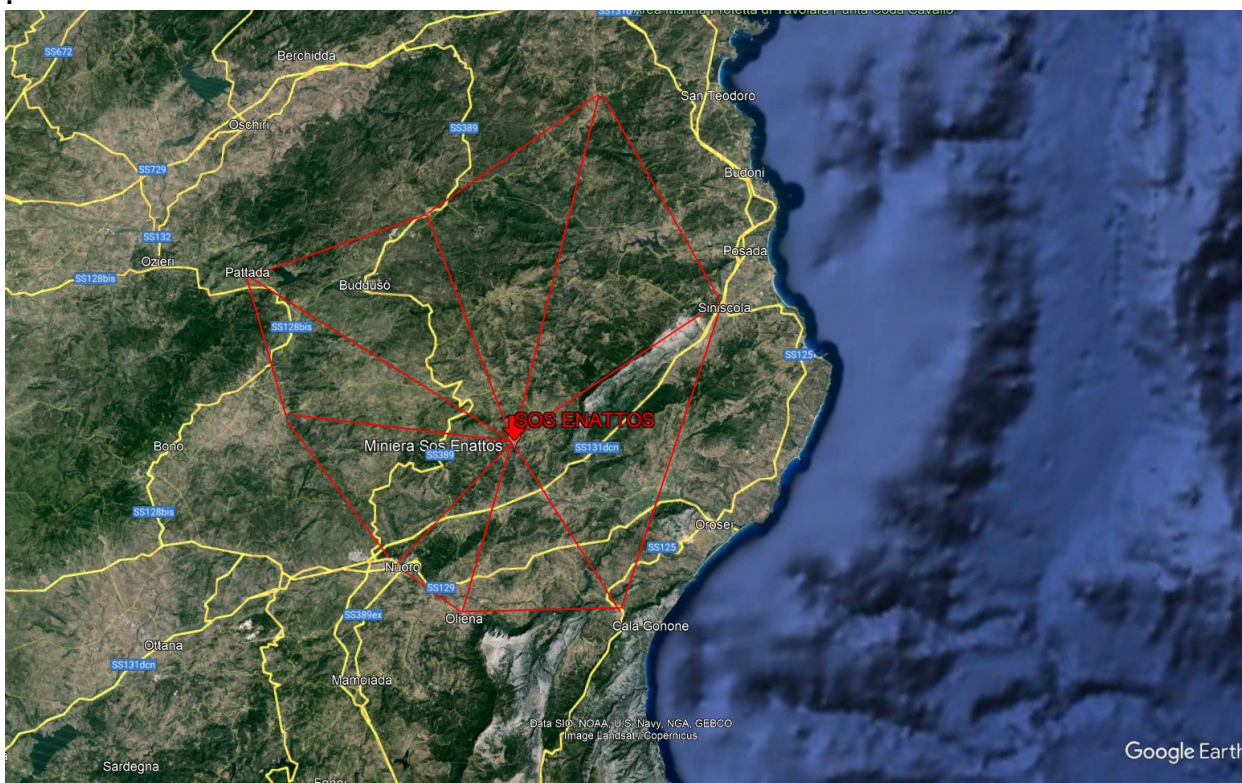 Area Marina Protetta di Tavolara Punta Coda Cavallo
SS672
Berchidda
San Teodoro
Oschiri
SS389
SS729
Budoni
SS132
Ozieri
Posada
Pattada
SS128bis
Buddusò
Siniscola
SS128bis
SS125
SOS ENATTOS
Miniera Sos Enattos
Bono
SS389
SS131dcn
SS128bis
Orosei
SS125
Nuoro
SS129
SS389ex
Oliena
Cala Gonone
Ottana
SS131dcn
Mamoiada
Data SIO, NOAA, U.S. Navy, NGA, GEBCO
Image Landsat / Copernicus
Google Earth
Sardegna